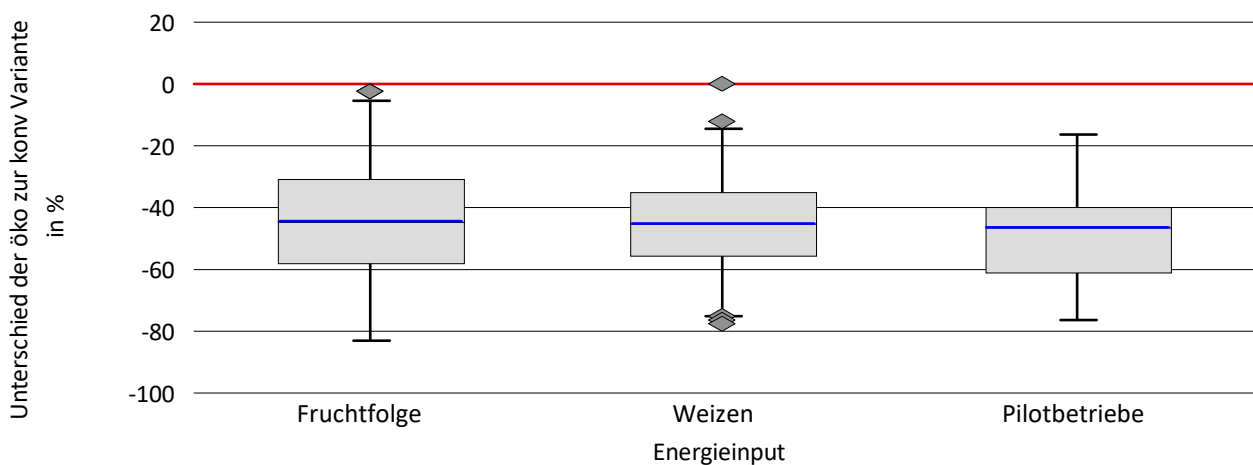 Unterschied der öko zur konv Variante
in %
20
0
-20
-40
-60
-80
-100
Fruchtfolge
Weizen
Pilotbetriebe
Energieinput